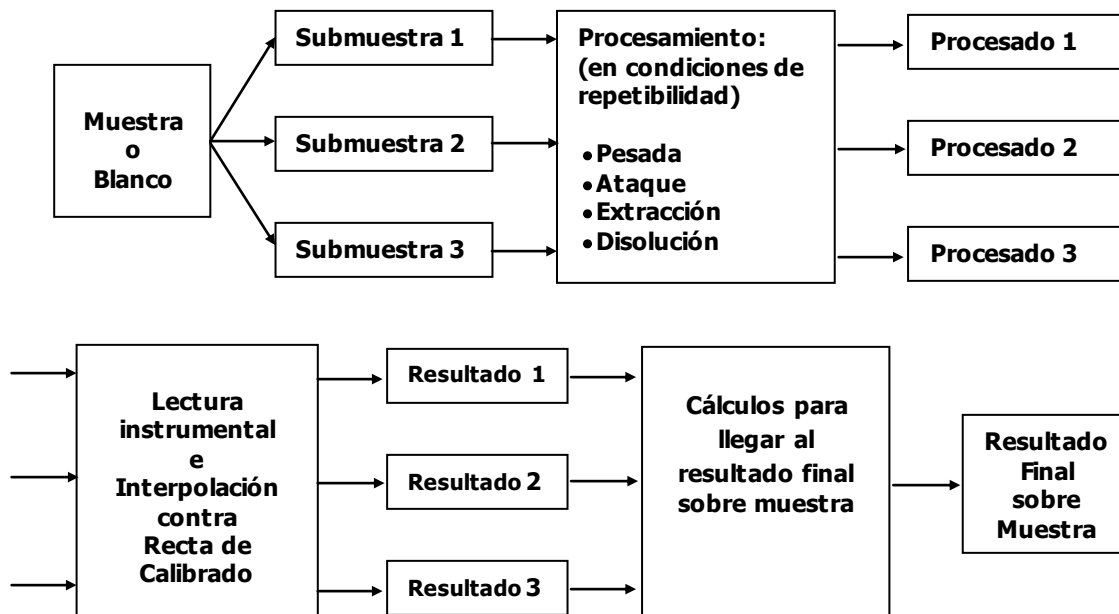 Muestra
o
Blanco
Submuestra 1
Submuestra 2
Submuestra 3
Procesamiento:
(en condiciones de
repetibilidad)
•Pesada
•Ataque
•Extracción
•Disolución
Procesado 1
Procesado 2
Procesado 3
Lectura
instrumental
e
Interpolación
contra
Recta de
Calibrado
Resultado 1
Resultado 2
Resultado 3
Cálculos para
llegar al
resultado final
sobre muestra
Resultado
Final
sobre
Muestra